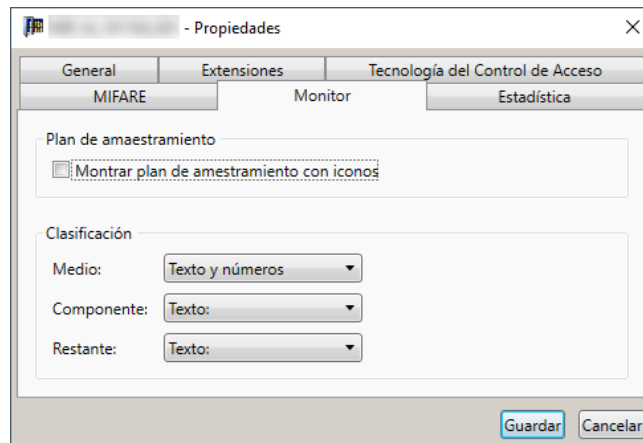 - Propiedades
General Extensiones Tecnología del Control de Acceso
MIFARE Monitor Estadística
Plan de amaestramiento
Montrar plan de amestramiento con iconos
Clasificación
Medio: Texto y números
Componente: Texto:
Restante: Texto:
Guardar Cancelar